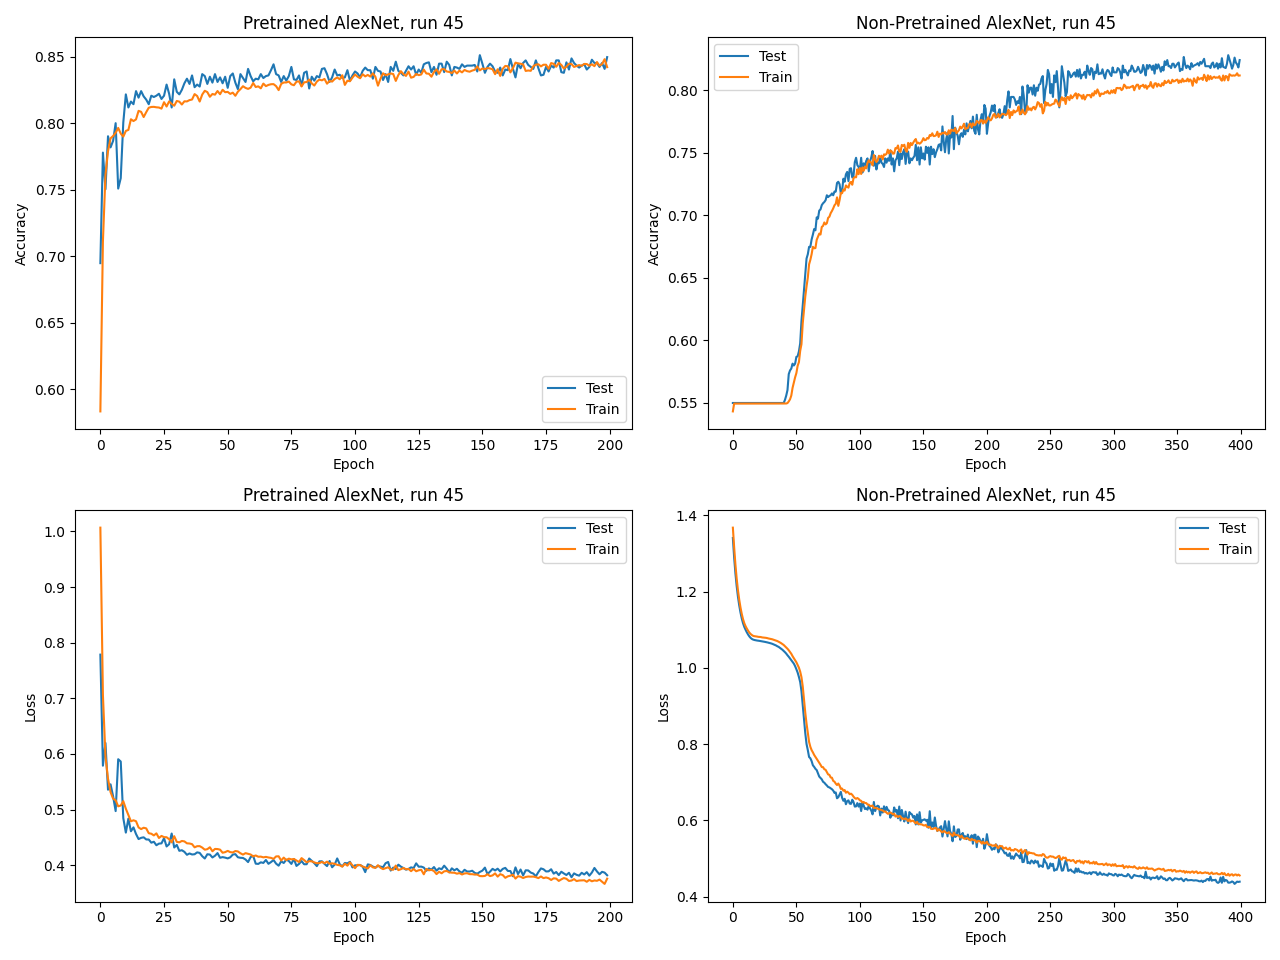 Pretrained AlexNet, run 45
0.85
0.80
0.75
0.70
0.65
0.60
Accuracy
Test
Train
0 25 50 75 100 125 150 175 200
Epoch
Non-Pretrained AlexNet, run 45
Test
Train
0.80
0.75
0.70
0.65
0.60
0.55
Accuracy
0 50 100 150 200 250 300 350 400
Epoch
Pretrained AlexNet, run 45
Test
Train
1.0
0.9
0.8
0.7
0.6
0.5
0.4
Loss
0 25 50 75 100 125 150 175 200
Epoch
Non-Pretrained AlexNet, run 45
Test
Train
1.4
1.2
1.0
0.8
0.6
0.4
Loss
0 50 100 150 200 250 300 350 400
Epoch